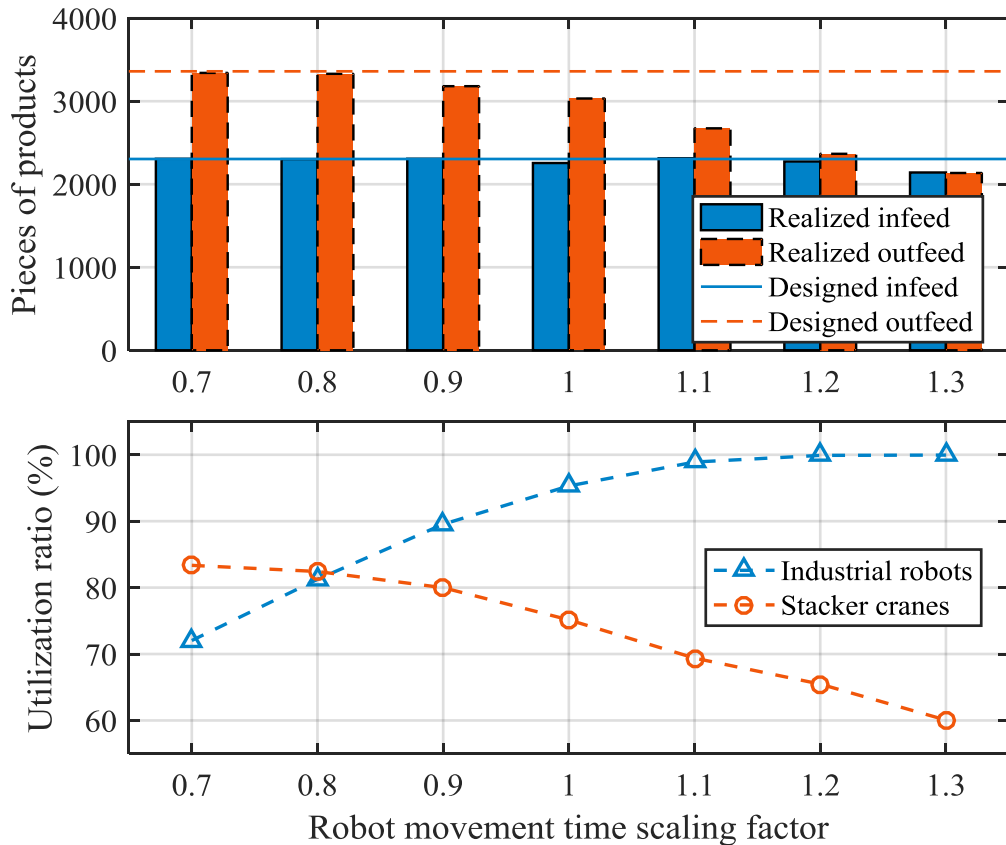 Pieces of products
4000
3000
2000
1000
0
Realized infeed
Realized outfeed
Designed infeed
Designed outfeed
0.7 0.8 0.9 1 1.1 1.2 1.3
Utilization ratio (%)
100
90
80
70
60
Industrial robots
Stacker cranes
0.7 0.8 0.9 1 1.1 1.2 1.3
Robot movement time scaling factor